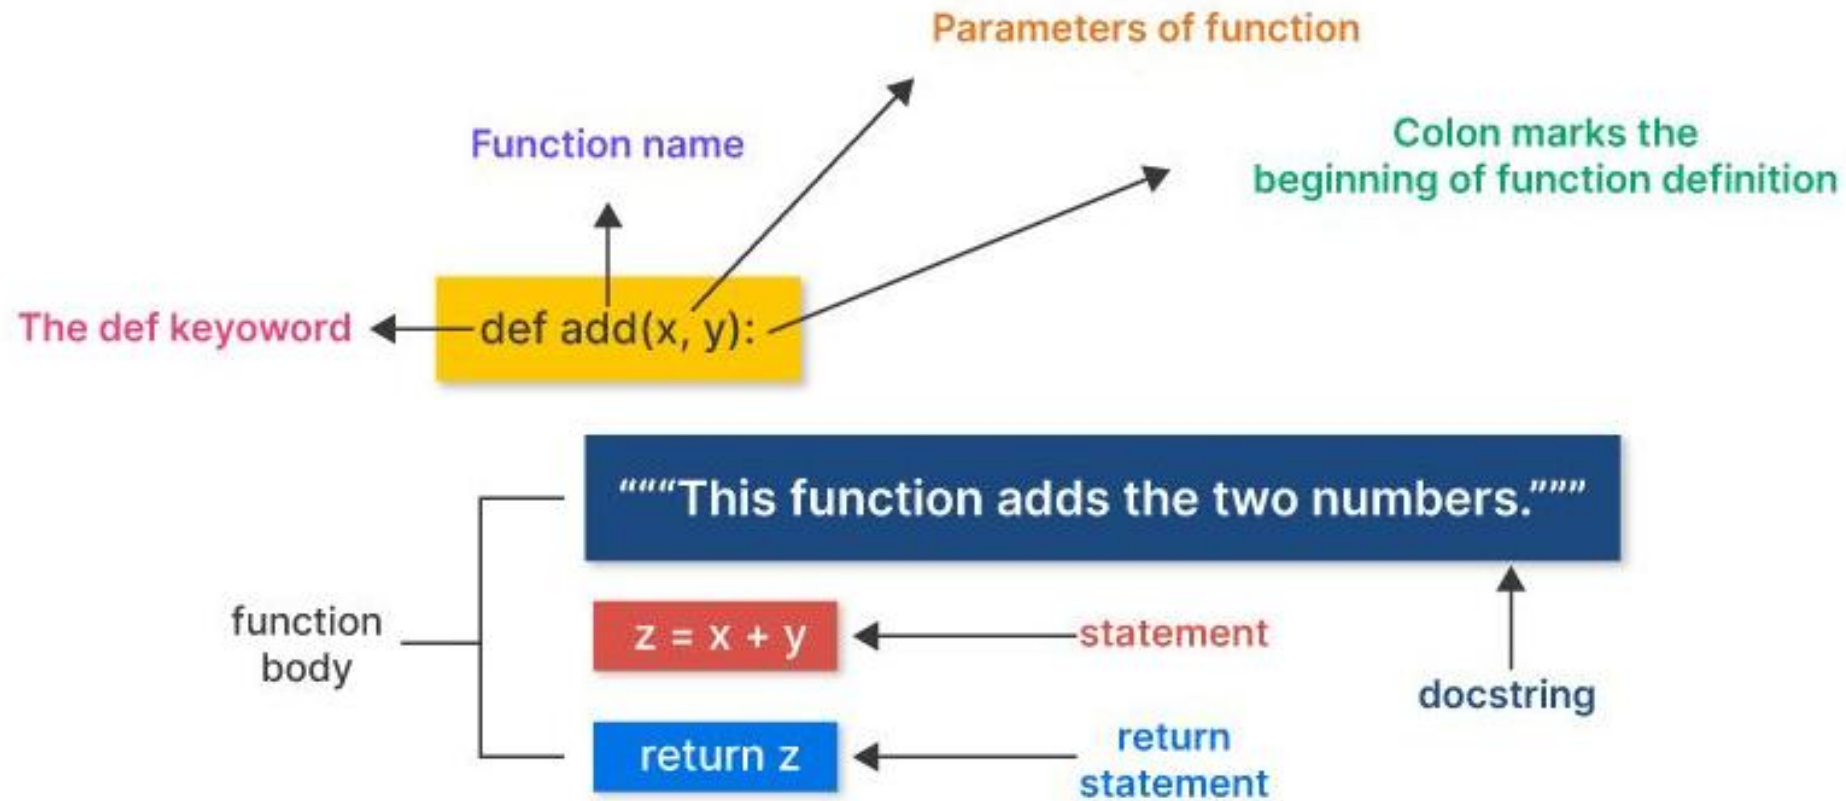 Parameters of function
Function name
Colon marks the
beginning of function definition
The def keyoword
def add(x, y):
“““This function adds the two numbers.”””
function
body
z = x + y
statement
docstring
return z
return
statement